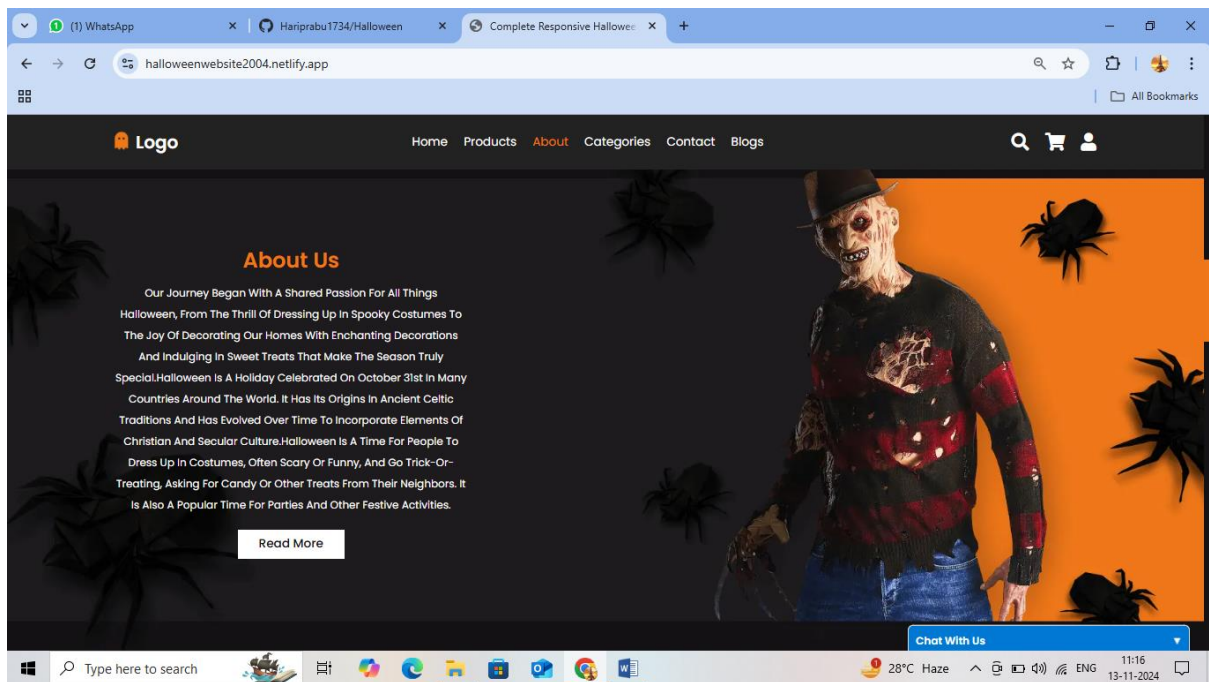 (1) WhatsApp
Hariprabu1734/Halloween
Complete Responsive Hallowee
halloweenwebsite2004.netlify.app
All Bookmarks
Logo
Home Products About Categories Contact Blogs
About Us
Our Journey Began With A Shared Passion For All Things
Halloween, From The Thrill Of Dressing Up In Spooky Costumes To
The Joy Of Decorating Our Homes With Enchanting Decorations
And Indulging In Sweet Treats That Make The Season Truly
Special.Halloween Is A Holiday Celebrated On October 31st In Many
Countries Around The World. It Has Its Origins In Ancient Celtic
Traditions And Has Evolved Over Time To Incorporate Elements Of
Christian And Secular Culture.Halloween Is A Time For People To
Dress Up In Costumes, Often Scary Or Funny, And Go Trick-Or-
Treating, Asking For Candy Or Other Treats From Their Neighbors. It
Is Also A Popular Time For Parties And Other Festive Activities.
Read More
Chat With Us
Type here to search
28°C Haze
ENG
11:16
13-11-2024